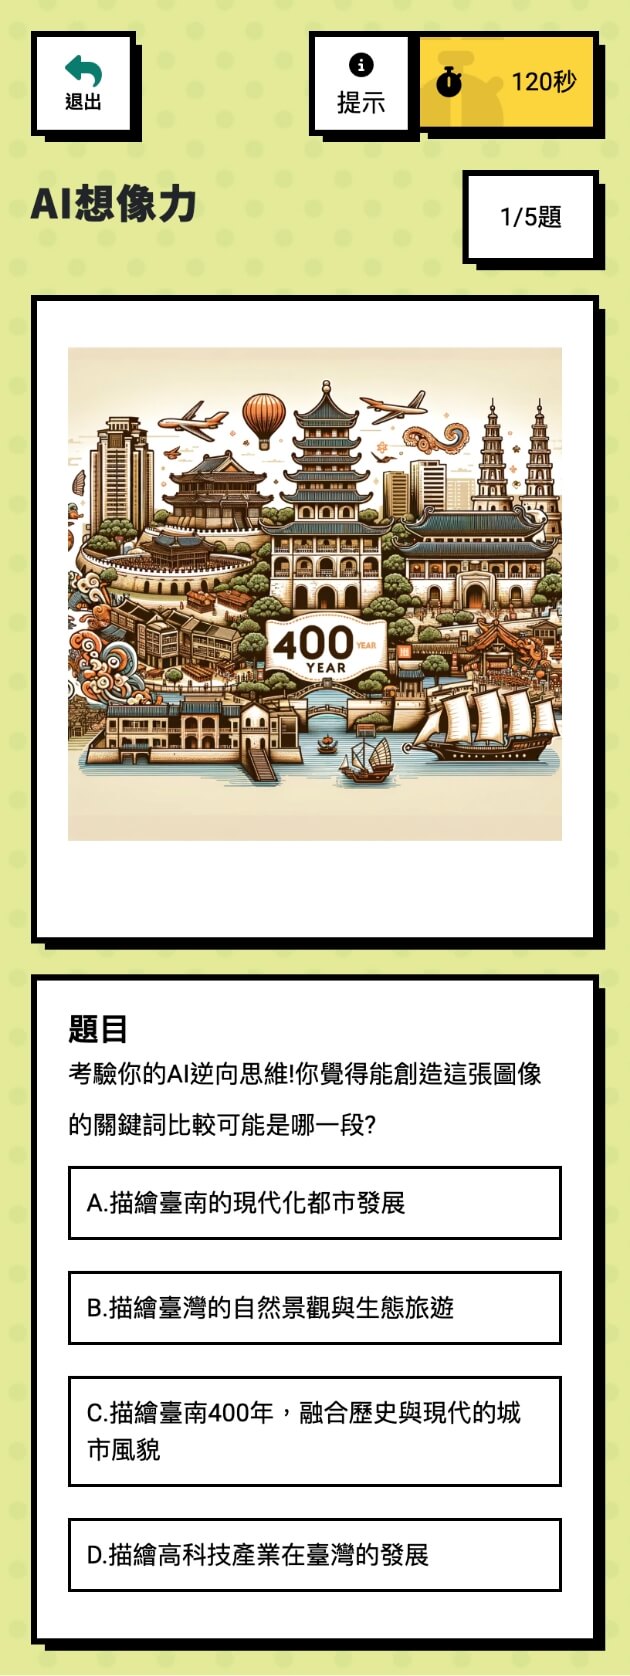 退出
提示
120秒
AI想像力
1/5題
400 YEAR
YEAR
題目
考驗你的AI逆向思維!你覺得能創造這張圖像
的關鍵詞比較可能是哪一段?
A.描繪臺南的現代化都市發展
B.描繪臺灣的自然景觀與生態旅遊
C.描繪臺南400年，融合歷史與現代的城
市風貌
D.描繪高科技產業在臺灣的發展